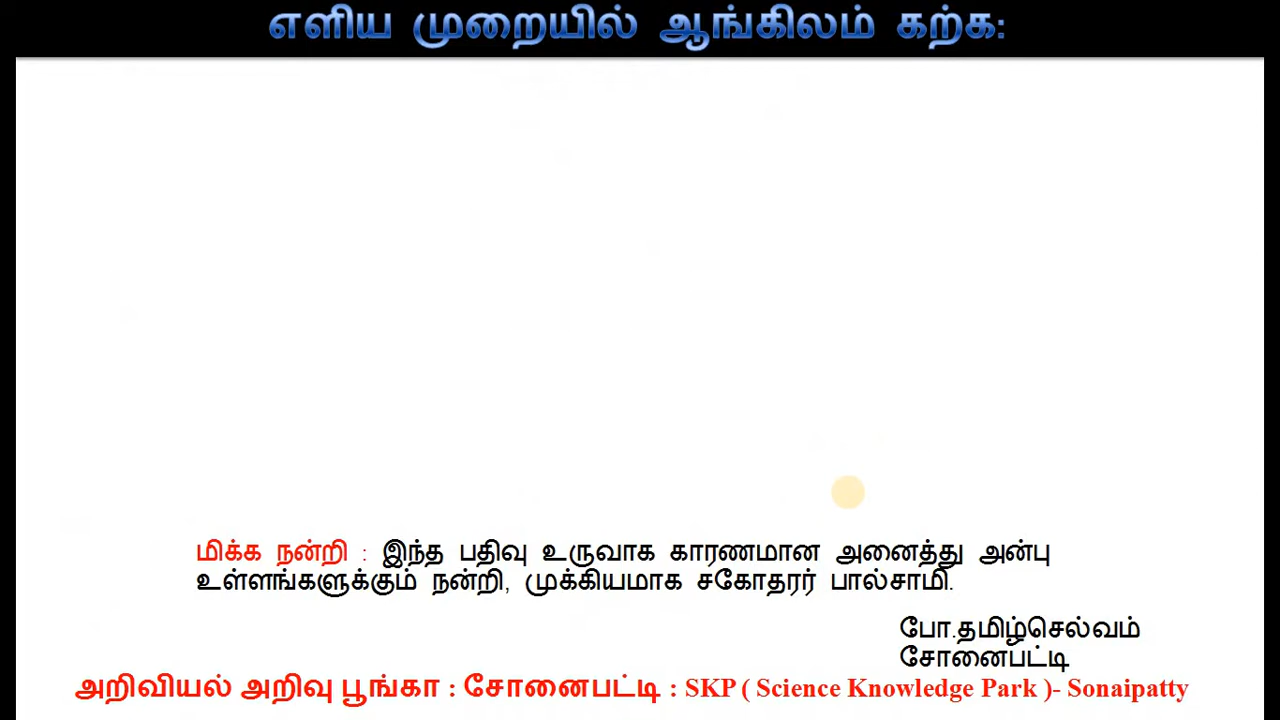 எளிய முறையில் ஆங்கிலம் கற்க:
மிக்க நன்றி : இந்த பதிவு உருவாக காரணமான அனைத்து அன்பு
உள்ளங்களுக்கும் நன்றி, முக்கியமாக சகோதரர் பால்சாமி.
போ.தமிழ்செல்வம்
சோனைபட்டி
அறிவியல் அறிவு பூங்கா : சோனைபட்டி : SKP ( Science Knowledge Park )- Sonaipatty